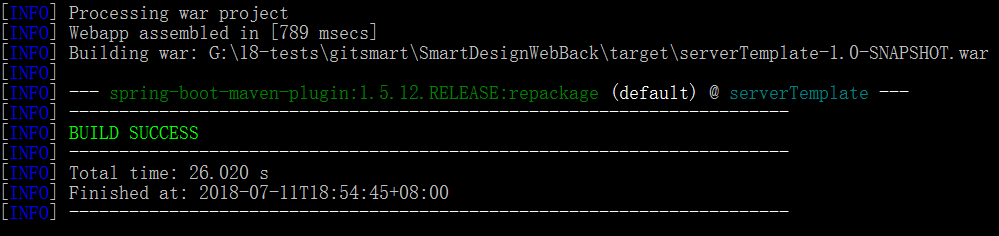 [INFO] Processing war project
[INFO] Webapp assembled in [789 msecs]
[INFO] Building war: G:\18-tests\gitsmart\SmartDesignWebBack\target\serverTemplate-1.0-SNAPSHOT.war
[INFO]
[INFO] --- spring-boot-maven-plugin:1.5.12.RELEASE:repackage (default) @ serverTemplate ---
[INFO] ------------------------------------------------------------------------
[INFO] BUILD SUCCESS
[INFO] ------------------------------------------------------------------------
[INFO] Total time: 26.020 s
[INFO] Finished at: 2018-07-11T18:54:45+08:00
[INFO] ------------------------------------------------------------------------